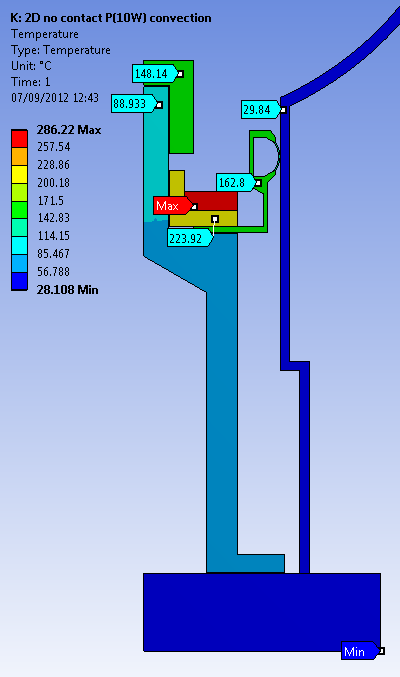 K: 2D no contact P(10W) convection
Temperature
Type: Temperature
Unit: °C
Time: 1
07/09/2012 12:43
286.22 Max
257.54
228.86
200.18
171.5
142.83
114.15
85.467
56.788
28.108 Min
148.14
88.933
29.84
162.8
Max
223.92
Min